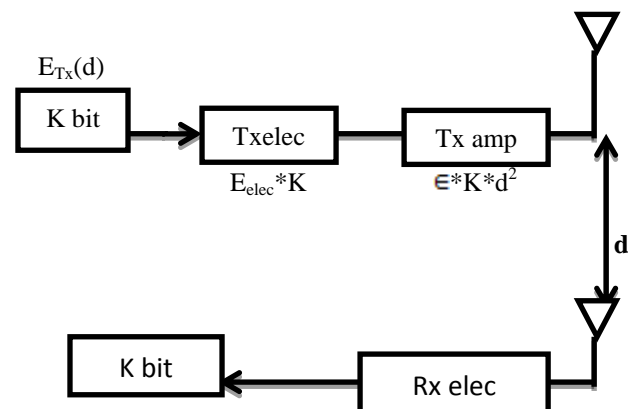 E_Tx(d)
K bit
Txelec
Tx amp
E_elec*K
∈*K*d²
d
K bit
Rx elec